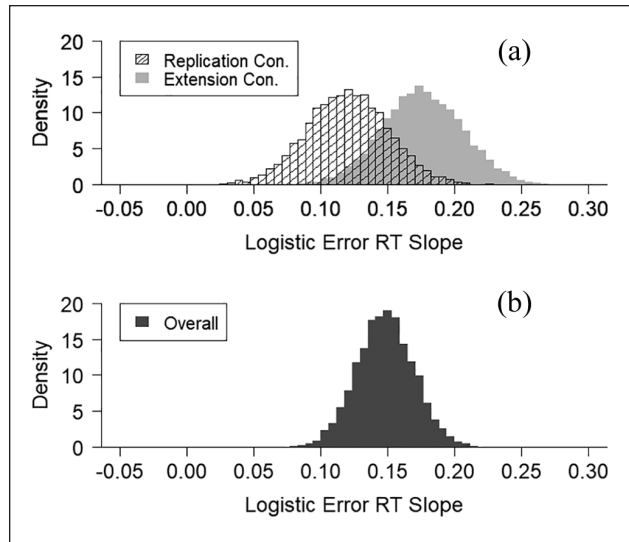 (a)
Replication Con.
Extension Con.
Density
20
15
10
5
0
-0.05 0.00 0.05 0.10 0.15 0.20 0.25 0.30
Logistic Error RT Slope
(b)
Overall
Density
20
15
10
5
0
-0.05 0.00 0.05 0.10 0.15 0.20 0.25 0.30
Logistic Error RT Slope